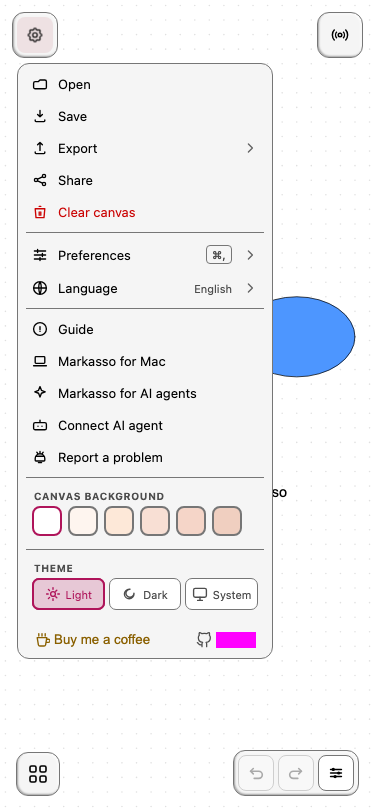 Open
Save
Export
Share
Clear canvas
Preferences ⌘,
Language English
Guide
Markasso for Mac
Markasso for AI agents
Connect AI agent
Report a problem
so
CANVAS BACKGROUND
THEME
Light Dark System
Buy me a coffee